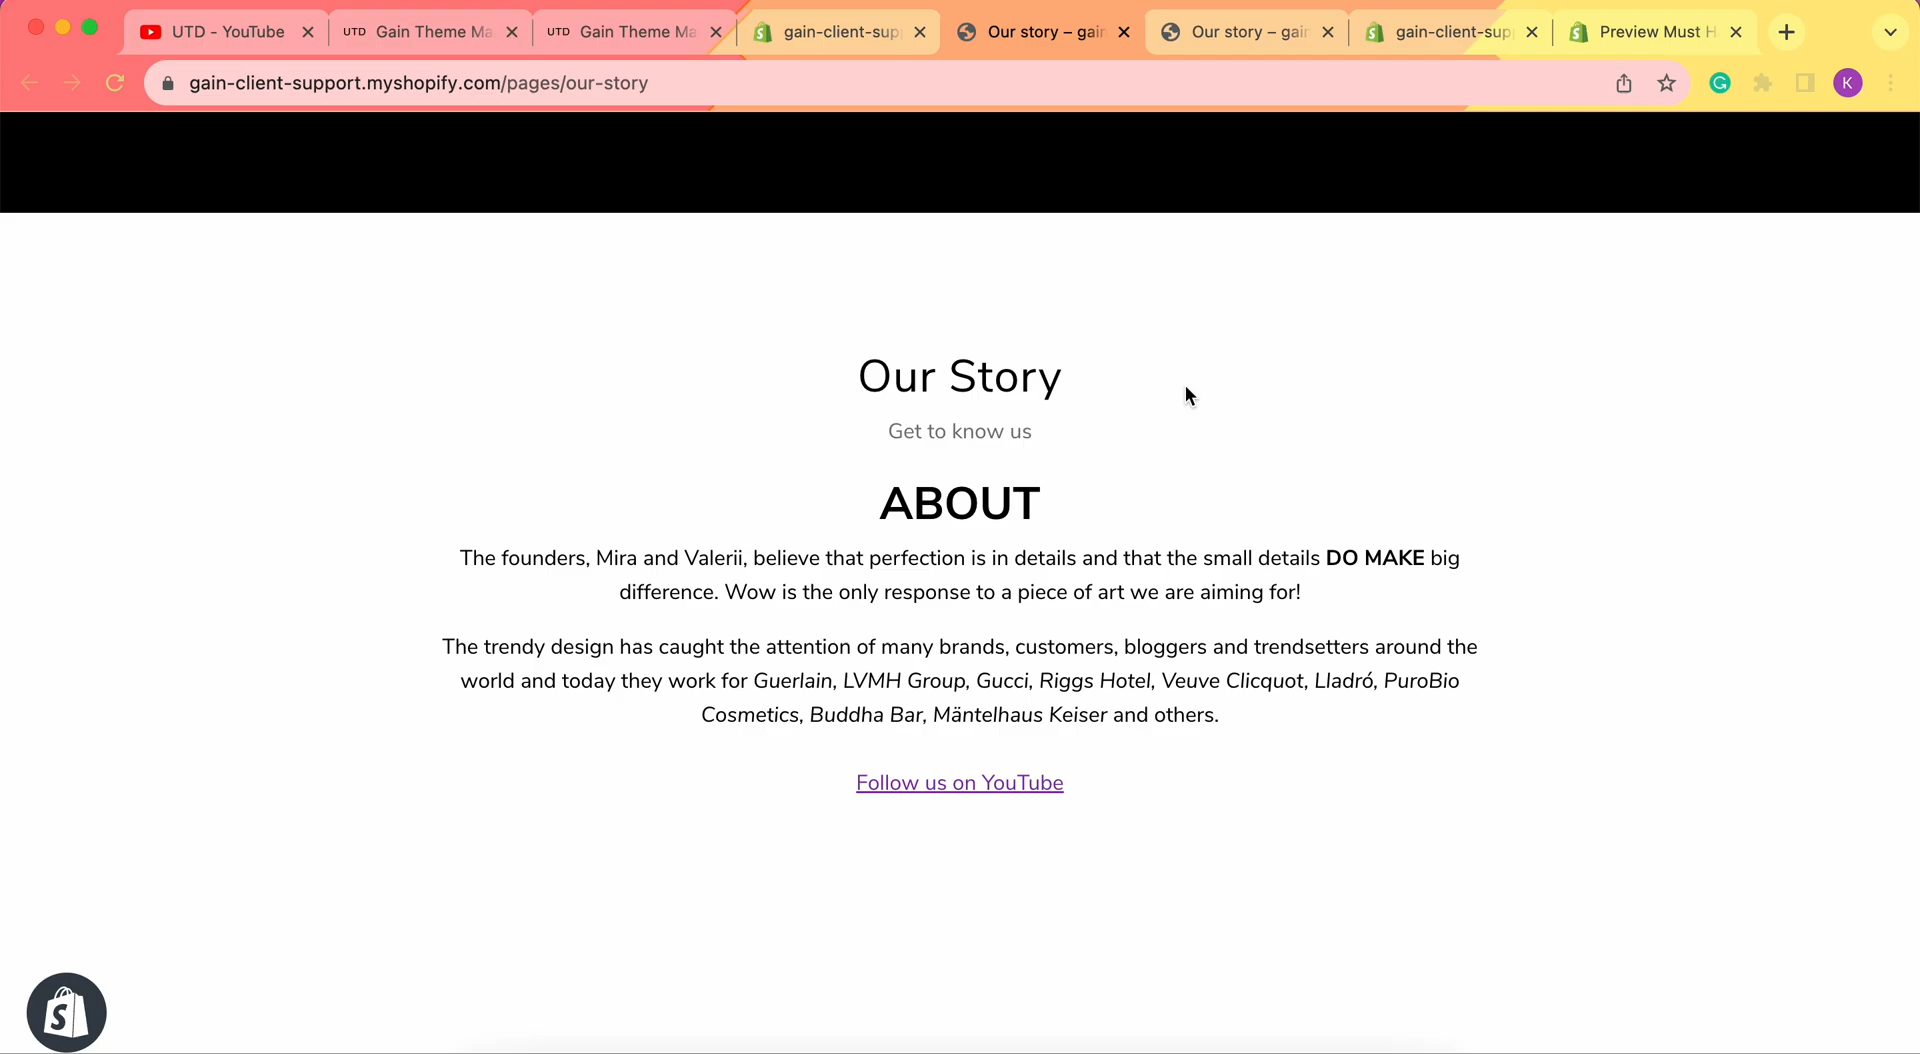 UTD - YouTube
UTD Gain Theme Ma
UTD Gain Theme Ma
gain-client-sup
Our story – gain
Our story – gain
gain-client-sup
Preview Must H
gain-client-support.myshopify.com/pages/our-story
K
Our Story
Get to know us
ABOUT
The founders, Mira and Valerii, believe that perfection is in details and that the small details DO MAKE big
difference. Wow is the only response to a piece of art we are aiming for!
The trendy design has caught the attention of many brands, customers, bloggers and trendsetters around the
world and today they work for Guerlain, LVMH Group, Gucci, Riggs Hotel, Veuve Clicquot, Lladró, PuroBio
Cosmetics, Buddha Bar, Mäntelhaus Keiser and others.
Follow us on YouTube